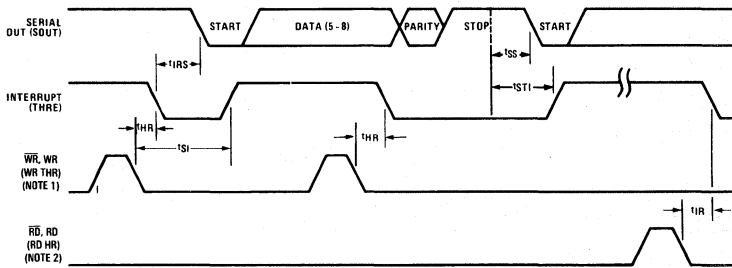 SERIAL
OUT (SOUT)
START
DATA (5 - 8)
PARITY
STOP
START
tIRS
tSS
tSTI
INTERRUPT
(THRE)
tHR
tSI
tHR
WR, WR
(WR THR)
(NOTE 1)
tIR
RD, RD
(RD HR)
(NOTE 2)